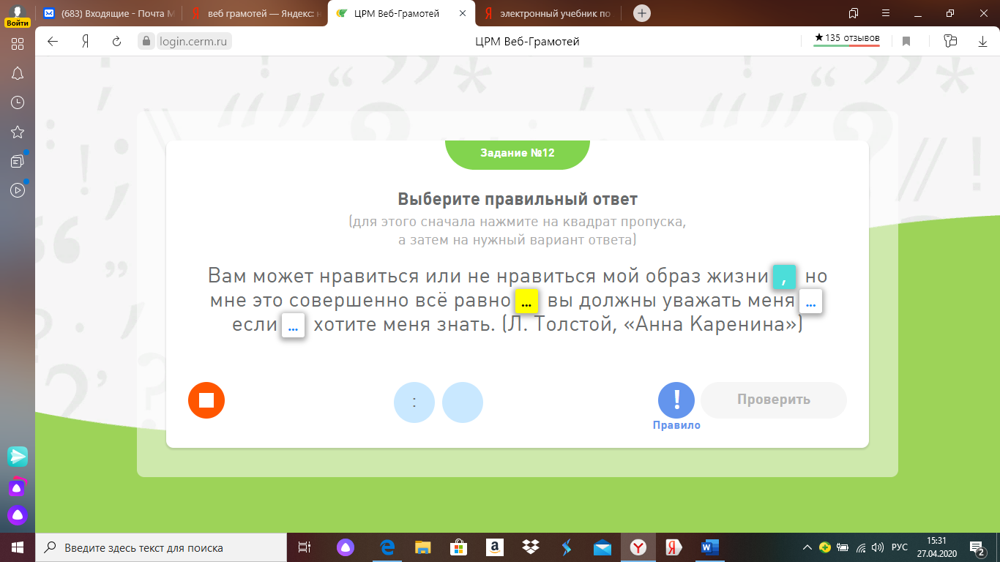 (683) Входящие - Почта М
веб грамотей — Яндекс: н
ЦРМ Веб-Грамотей
электронный учебник по
Войти
login.cerm.ru
ЦРМ Веб-Грамотей
★135 отзывов
Задание №12
Выберите правильный ответ
(для этого сначала нажмите на квадрат пропуска,
а затем на нужный вариант ответа)
Вам может нравиться или не нравиться мой образ жизни , но
мне это совершенно всё равно ... вы должны уважать меня ...
если ... хотите меня знать. (Л. Толстой, «Анна Каренина»)
:
!
Правило
Проверить
Введите здесь текст для поиска
РУС
15:31
27.04.2020
2